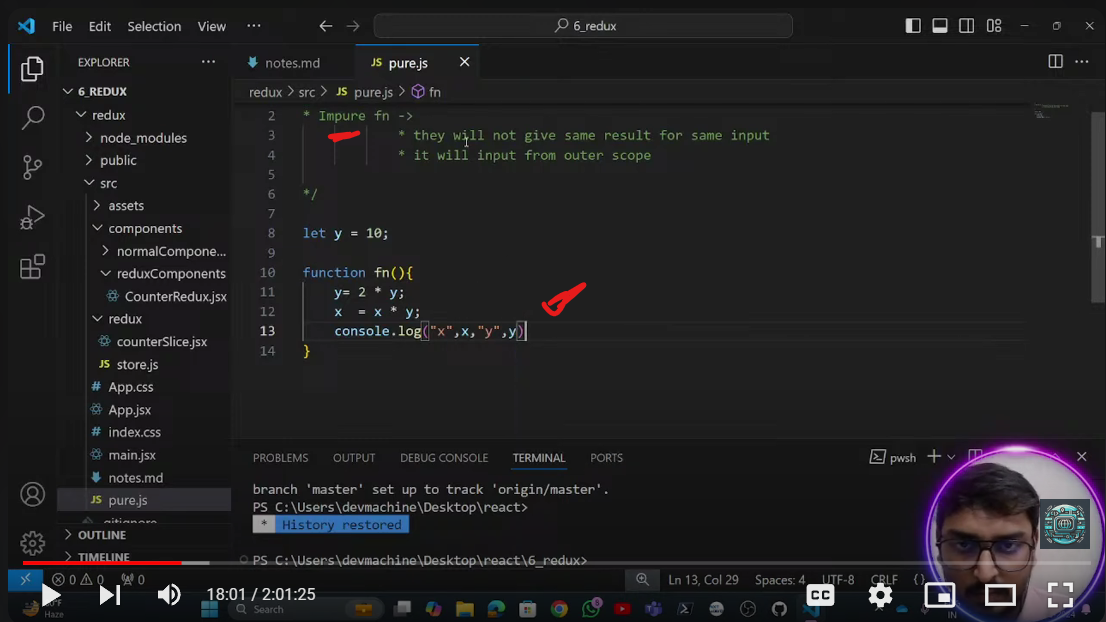 File Edit Selection View ··· 6_redux
EXPLORER ···
notes.md
JS pure.js
redux > src > JS pure.js > fn
6_REDUX
redux
node_modules
public
src
assets
components
normalCompone...
reduxComponents
CounterRedux.jsx
redux
counterSlice.jsx
JS store.js
# App.css
App.jsx
# index.css
main.jsx
notes.md
JS pure.js
.gitignore
OUTLINE
TIMELINE
2 * Impure fn ->
3 * they will not give same result for same input
4 * it will input from outer scope
5
6 */
7
8 let y = 10;
9
10 function fn(){
11 y= 2 * y;
12 x  = x * y;
13 console.log("x",x,"y",y)
14 }
PROBLEMS OUTPUT DEBUG CONSOLE TERMINAL PORTS
pwsh
branch 'master' set up to track 'origin/master'.
PS C:\Users\devmachine\Desktop\react>
* History restored
PS C:\Users\devmachine\Desktop\react\6_redux>
0 0 0 Ln 13, Col 29 Spaces: 4 UTF-8 CRLF {}
18:01 / 2:01:25
CC
Haze
Search
IN